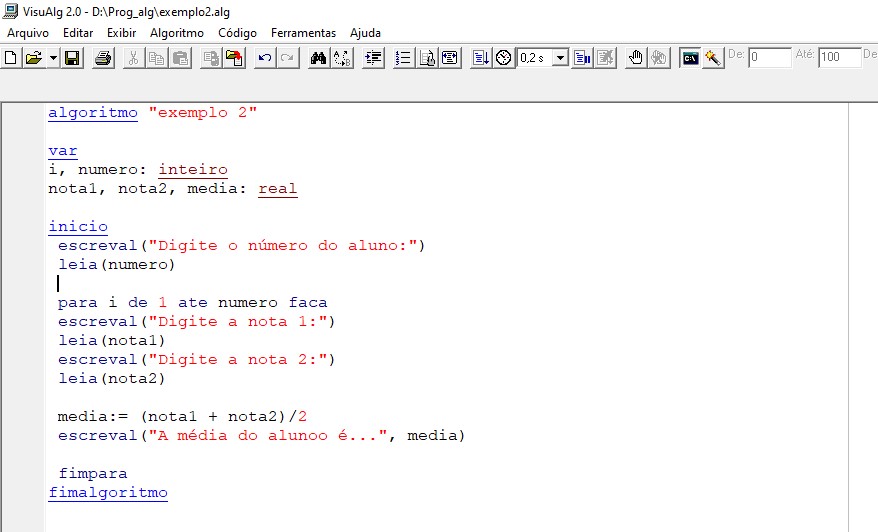 VisuAlg 2.0 - D:\Prog_alg\exemplo2.alg
Arquivo Editar Exibir Algoritmo Código Ferramentas Ajuda
0,2 s De: 0 Até: 100 De
algoritmo "exemplo 2"
var
i, numero: inteiro
nota1, nota2, media: real
inicio
escreval("Digite o número do aluno:")
leia(numero)
para i de 1 ate numero faca
escreval("Digite a nota 1:")
leia(nota1)
escreval("Digite a nota 2:")
leia(nota2)
media:= (nota1 + nota2)/2
escreval("A média do alunoo é...", media)
fimpara
fimalgoritmo